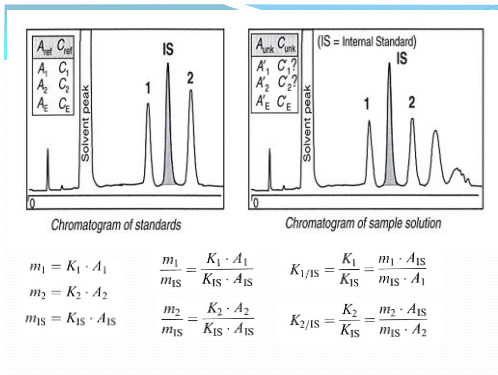 A_ref C_ref
A_1 C_1
A_2 C_2
A_E C_E
Solvent peak
1
IS
2
0
Chromatogram of standards
A_unk C_unk
(IS = Internal Standard)
A'_1 C'_1?
A'_2 C'_2?
A'_E C'_E
Solvent peak
1
IS
2
0
Chromatogram of sample solution
m_1 = K_1 · A_1
m_2 = K_2 · A_2
m_IS = K_IS · A_IS
m_1/m_IS = K_1 · A_1/K_IS · A_IS
m_2/m_IS = K_2 · A_2/K_IS · A_IS
K_1/IS = K_1/K_IS = m_1 · A_IS/m_IS · A_1
K_2/IS = K_2/K_IS = m_2 · A_IS/m_IS · A_2